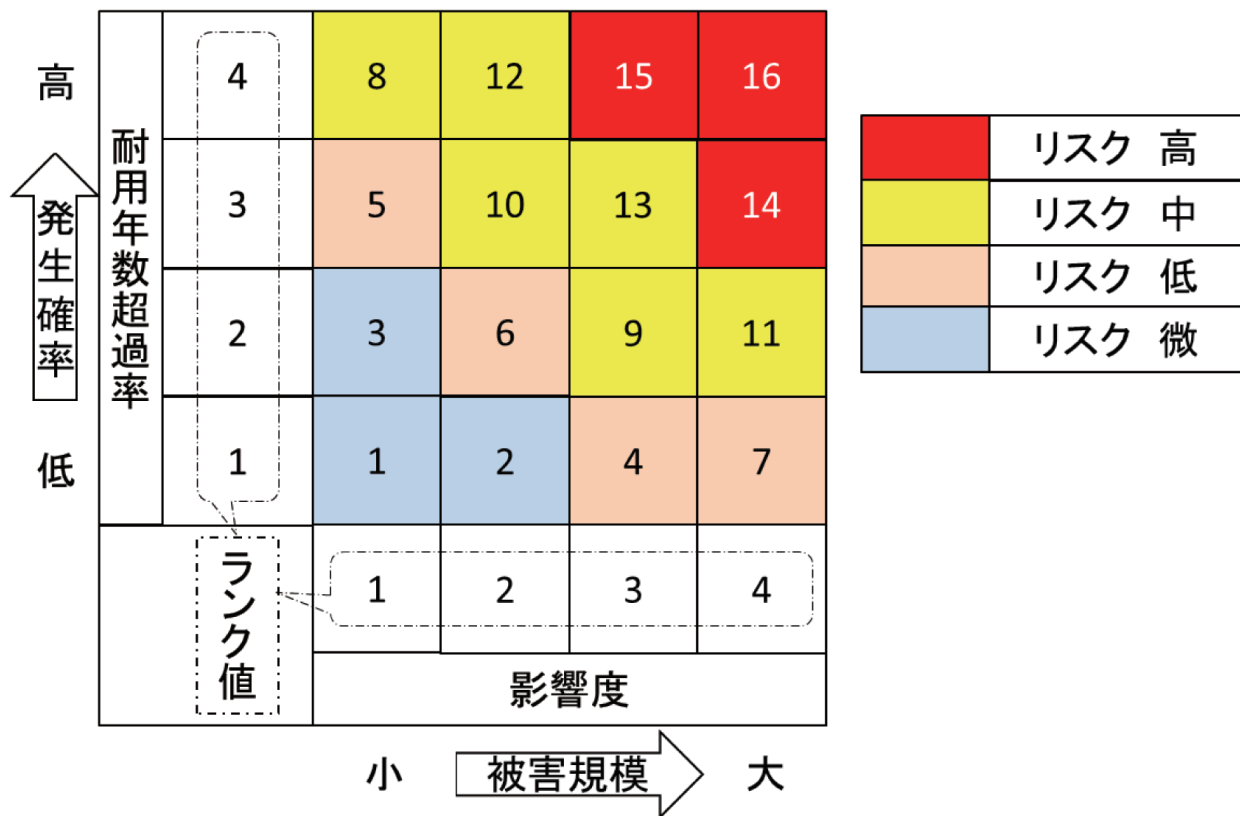 高
発生確率
低
耐用年数超過率
4 8 12 15 16
3 5 10 13 14
2 3 6 9 11
1 1 2 4 7
ランク値
1 2 3 4
影響度
小 被害規模 大
リスク 高
リスク 中
リスク 低
リスク 微